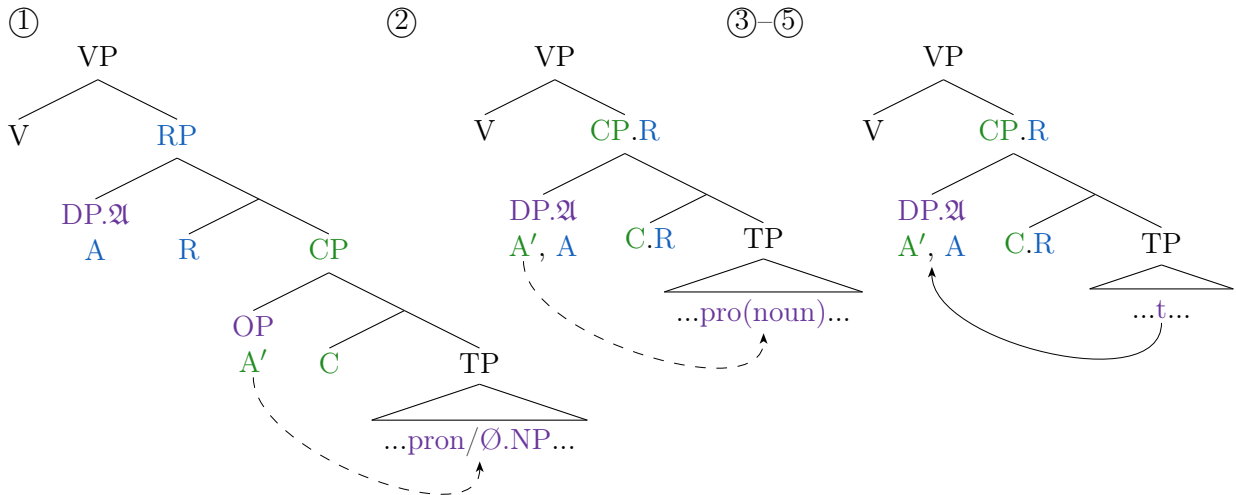 ① ② ③–⑤
VP VP VP
V RP V CP.R V CP.R
DP.𝔄 R CP DP.𝔄 C.R TP DP.𝔄 C.R TP
A A′, A A′, A
OP C TP ...pro(noun)... ...t...
A′
...pron/Ø.NP...